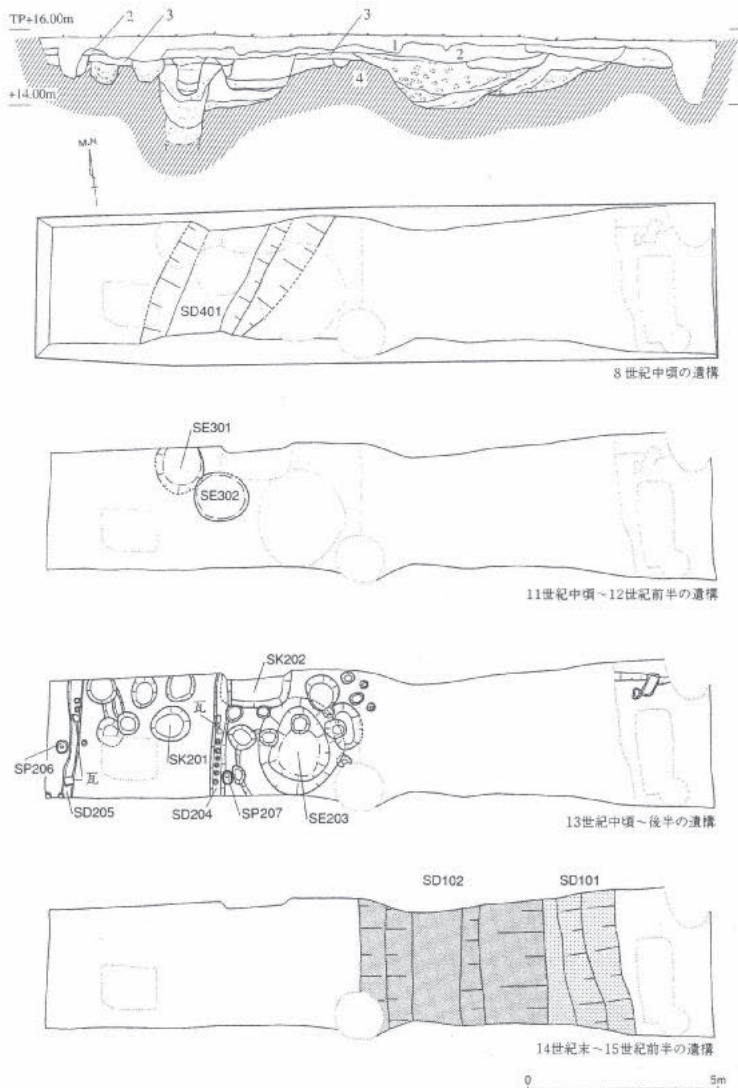 TP+16.00m
2
3
3
1
2
4
+14.00m
M.N
SD401
8世紀中頃の遺構
SE301
SE302
11世紀中頃~12世紀前半の遺構
SK202
瓦
SP206
瓦
SK201
SD205
SD204
SP207
SE203
13世紀中頃~後半の遺構
SD102
SD101
14世紀末~15世紀前半の遺構
0
5m